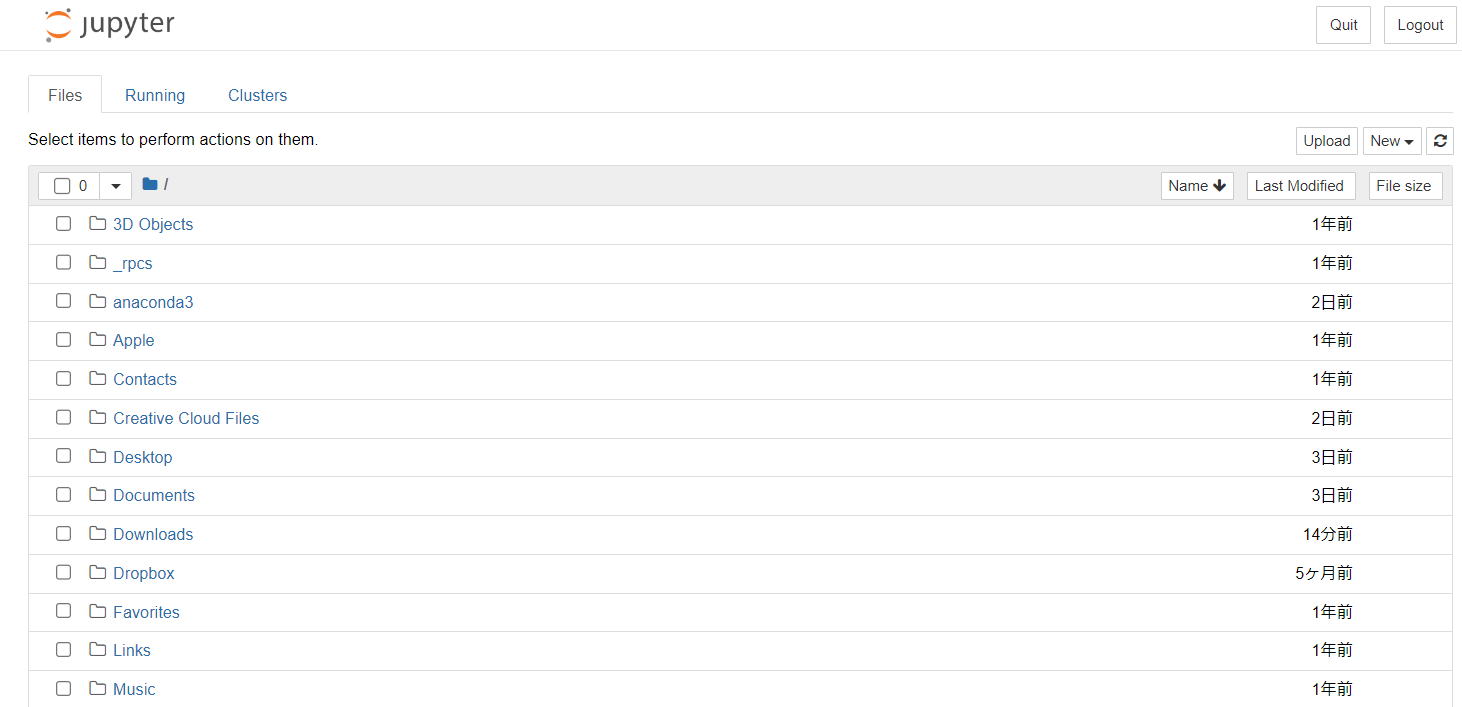 jupyter Quit Logout
Files Running Clusters
Select items to perform actions on them. Upload New
0 / Name Last Modified File size
3D Objects 1年前
_rpcs 1年前
anaconda3 2日前
Apple 1年前
Contacts 1年前
Creative Cloud Files 2日前
Desktop 3日前
Documents 3日前
Downloads 14分前
Dropbox 5ケ月前
Favorites 1年前
Links 1年前
Music 1年前